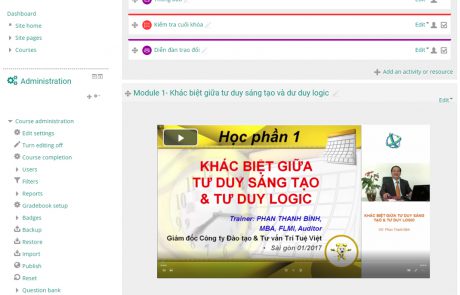 Dashboard
Site home
Site pages
Courses
Administration
Course administration
Edit settings
Turn editing off
Course completion
Users
Filters
Reports
Gradebook setup
Badges
Backup
Restore
Import
Publish
Reset
Question bank
Edit
Kiểm tra cuối khóa
Edit
Diễn đàn trao đổi
Edit
Add an activity or resource
Module 1- Khác biệt giữa tư duy sáng tạo và dư duy logic
Edit
Học phần 1
KHÁC BIỆT GIỮA
TƯ DUY SÁNG TẠO
& TƯ DUY LOGIC
Trainer: PHAN THANH BÌNH,
MBA, FLMI, Auditor
Giám đốc Công ty Đào tạo & Tư vấn Trí Tuệ Việt
Sài gòn 01/2017
KHÁC BIỆT GIỮA TƯ DUY SÁNG TẠO
& TƯ DUY LOGIC